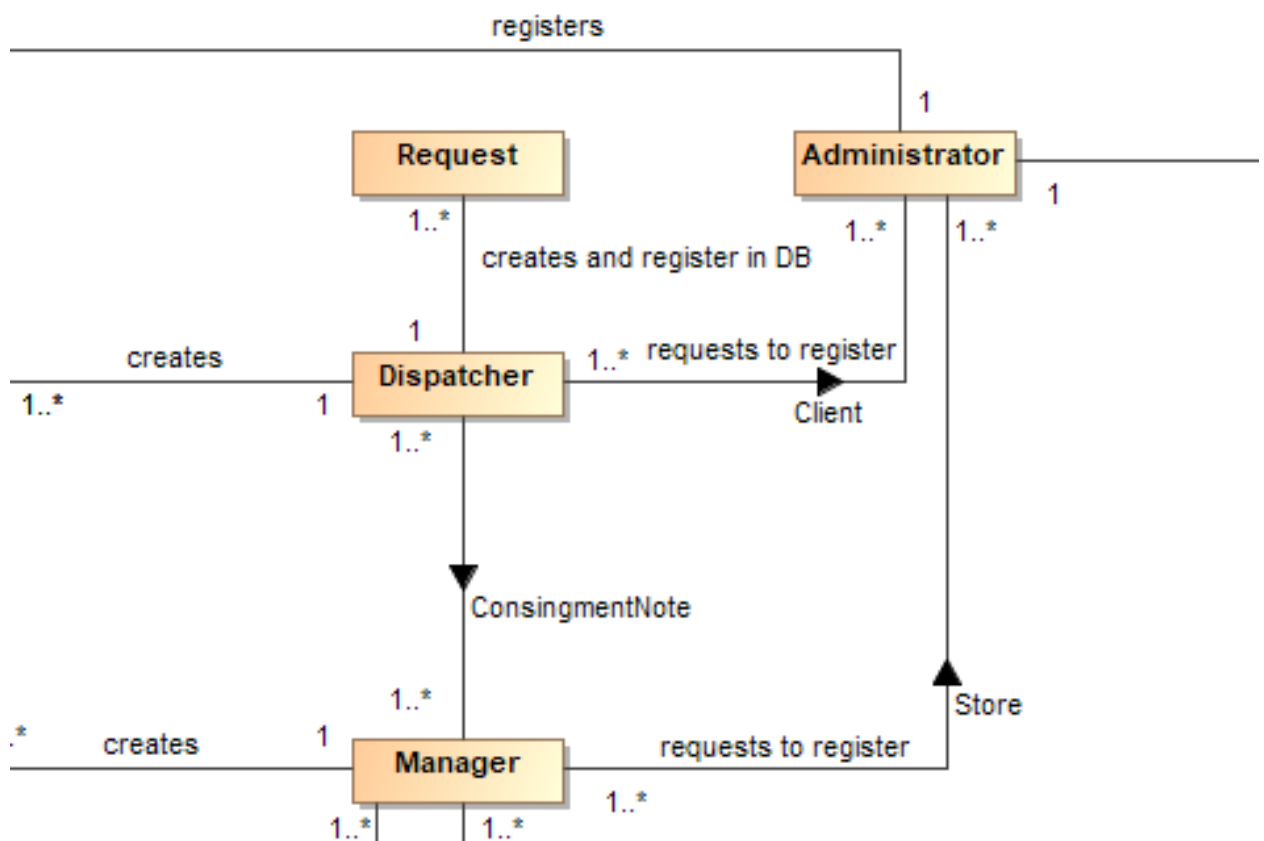 registers
1
Request
Administrator
1..*
1..*
1..*
1
creates and register in DB
1
creates
Dispatcher
1..*
requests to register
1..*
1
Client
1..*
ConsingmentNote
1..*
Store
.*
creates
1
Manager
requests to register
1..*
1..*
1..*